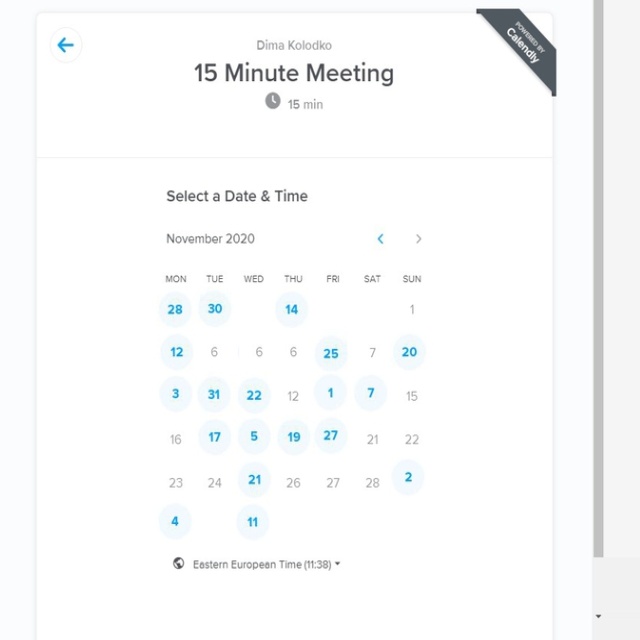 POWERED BY
Calendly
Dima Kolodko
15 Minute Meeting
15 min
Select a Date & Time
November 2020
MON TUE WED THU FRI SAT SUN
28 30 14 1
12 6 6 6 25 7 20
3 31 22 12 1 7 15
16 17 5 19 27 21 22
23 24 21 26 27 28 2
4 11
Eastern European Time (11:38)